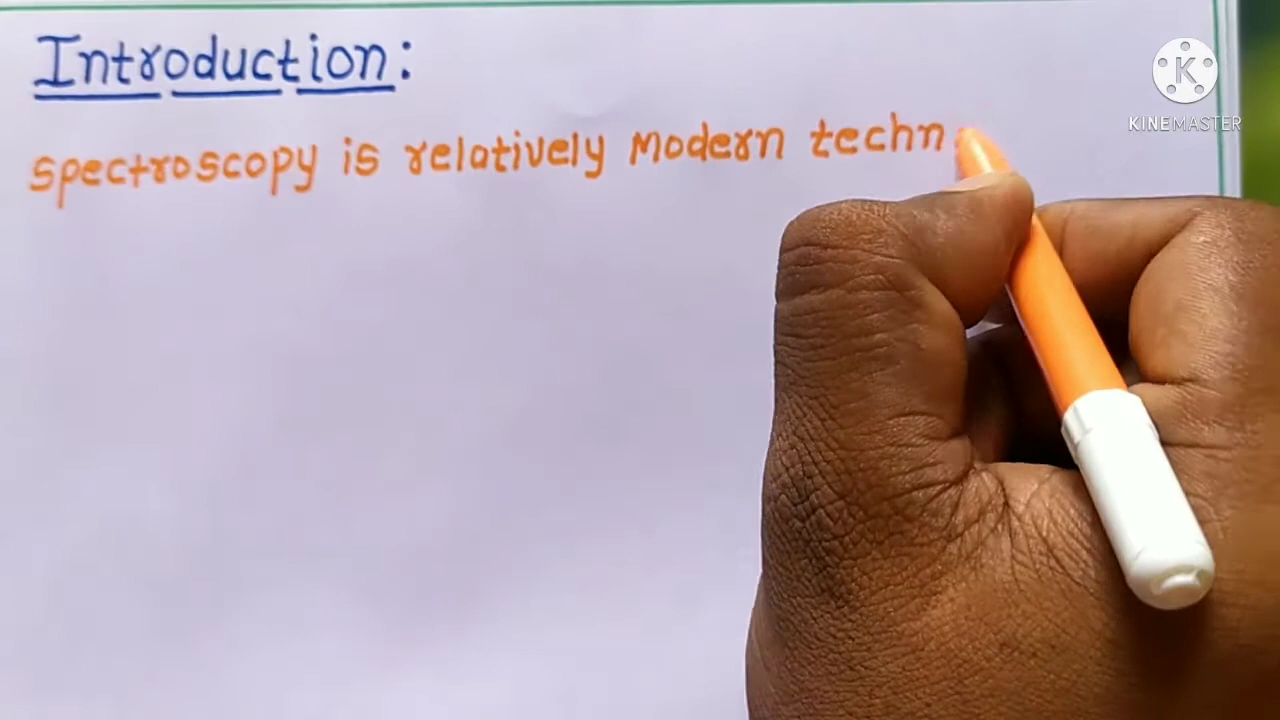 Introduction:
spectroscopy is relatively Modern techn
K
KINEMASTER